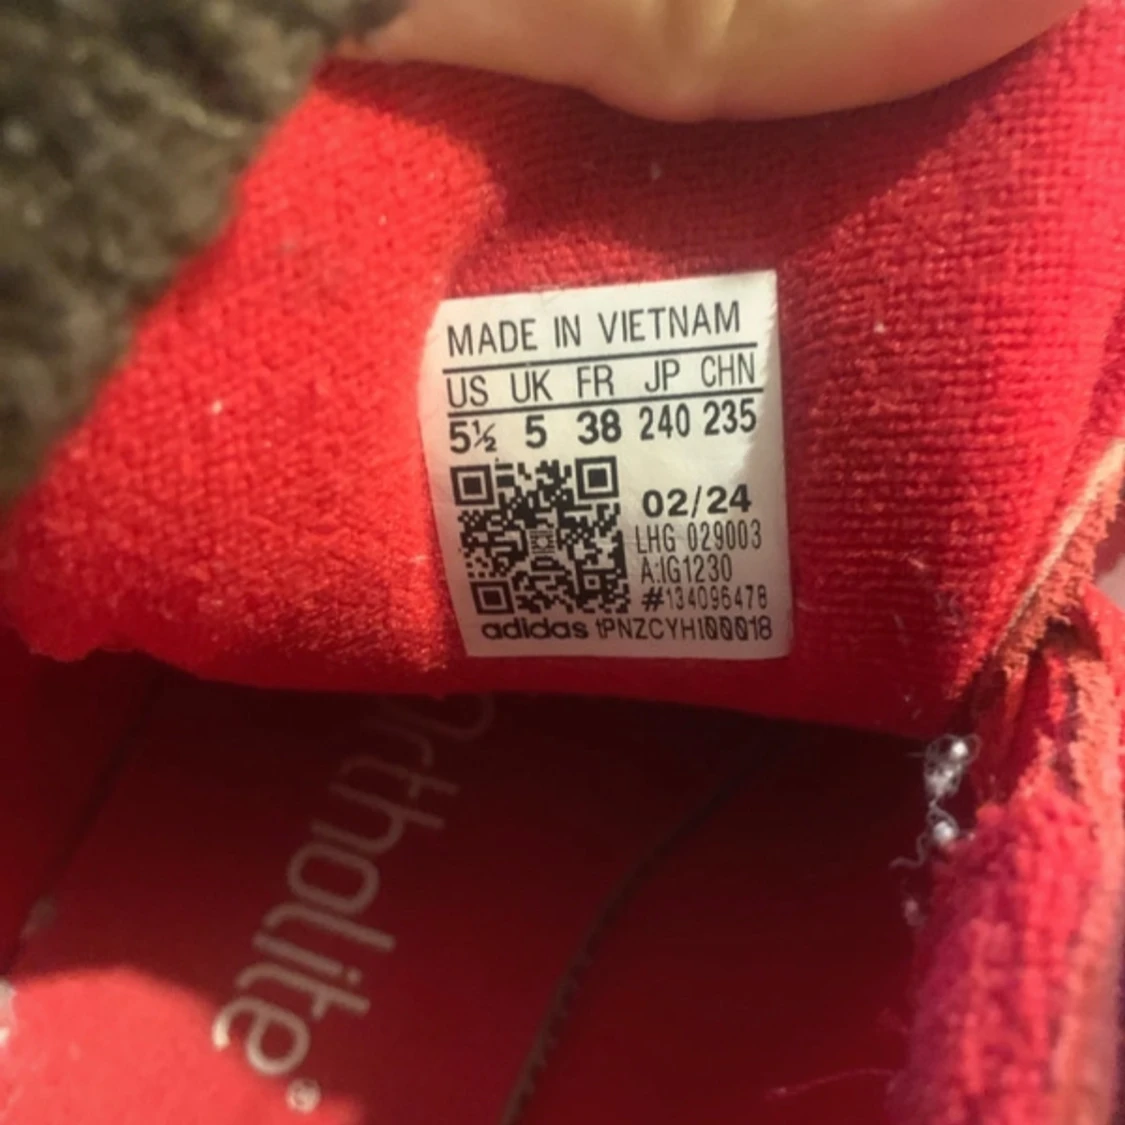 MADE IN VIETNAM
US UK FR JP CHN
5½ 5 38 240 235
02/24
LHG 029003
A:IG1230
#134096478
adidas tPNZCYHI00018
ortholite®